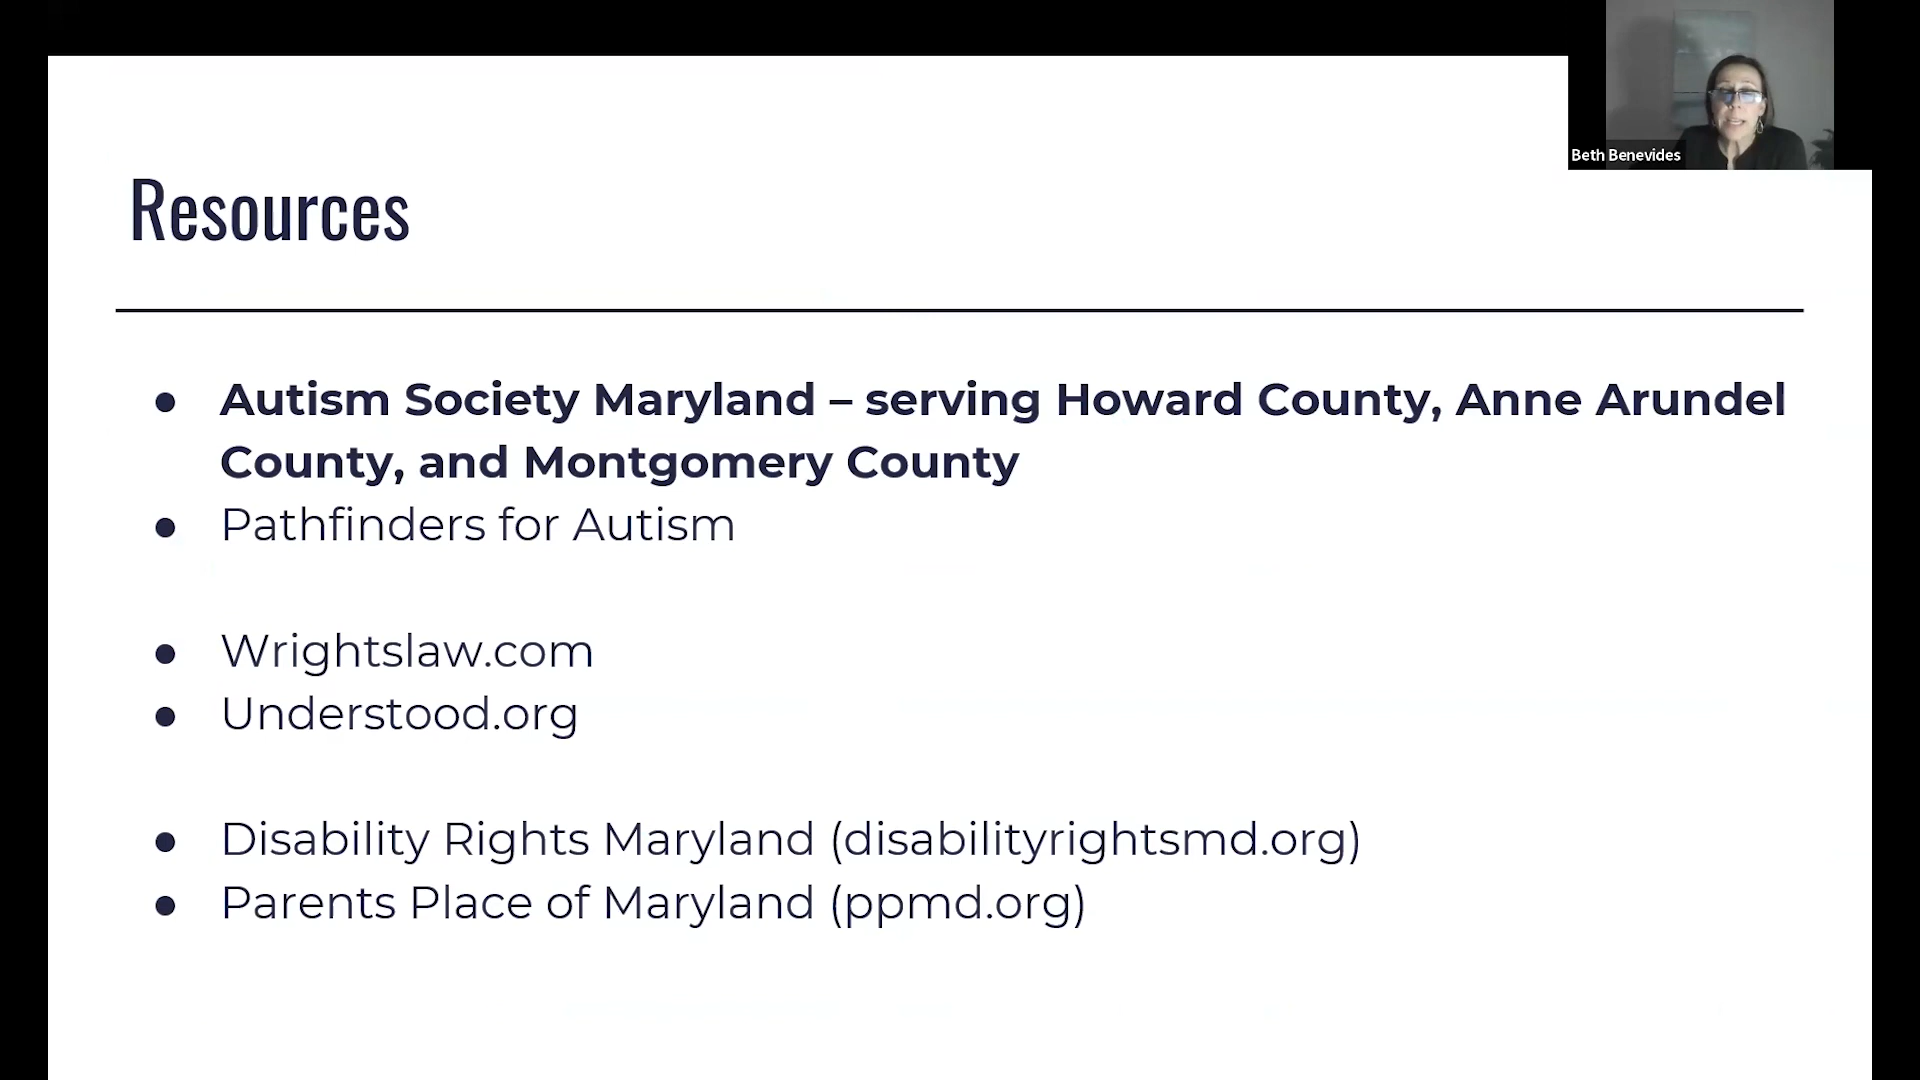 Beth Benevides
Resources
● Autism Society Maryland – serving Howard County, Anne Arundel
County, and Montgomery County
● Pathfinders for Autism
● Wrightslaw.com
● Understood.org
● Disability Rights Maryland (disabilityrightsmd.org)
● Parents Place of Maryland (ppmd.org)